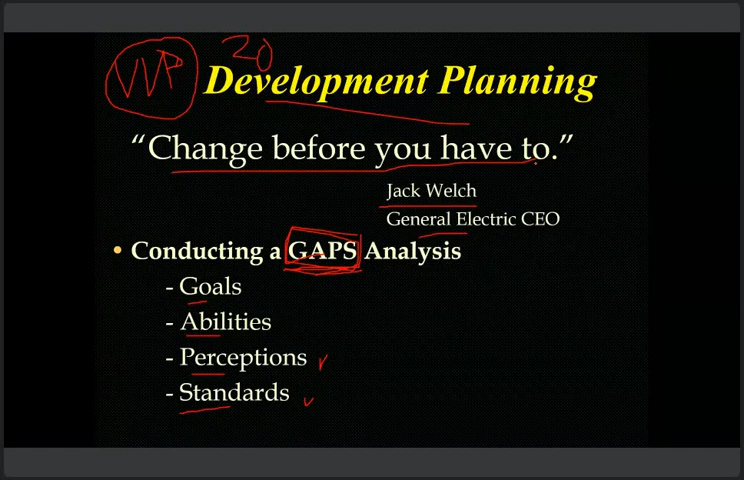 VVP 20
Development Planning
“Change before you have to.”
Jack Welch
General Electric CEO
• Conducting a GAPS Analysis
- Goals
- Abilities
- Perceptions
- Standards